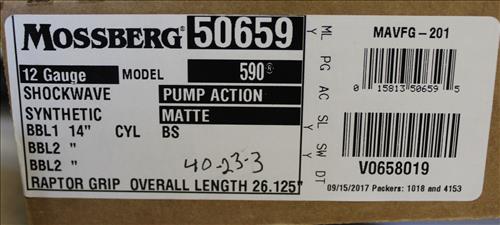 MOSSBERG® 50659
12 Gauge MODEL 590®
SHOCKWAVE PUMP ACTION
SYNTHETIC MATTE
BBL1 14" CYL BS
BBL2 "
BBL2 "
40-23-3
RAPTOR GRIP OVERALL LENGTH 26.125"
ML Y
PG
AC
SL Y
SW Y
DT
MAVFG-201
0 15813 50659 5
V0658019
09/15/2017 Packers: 1018 and 4153